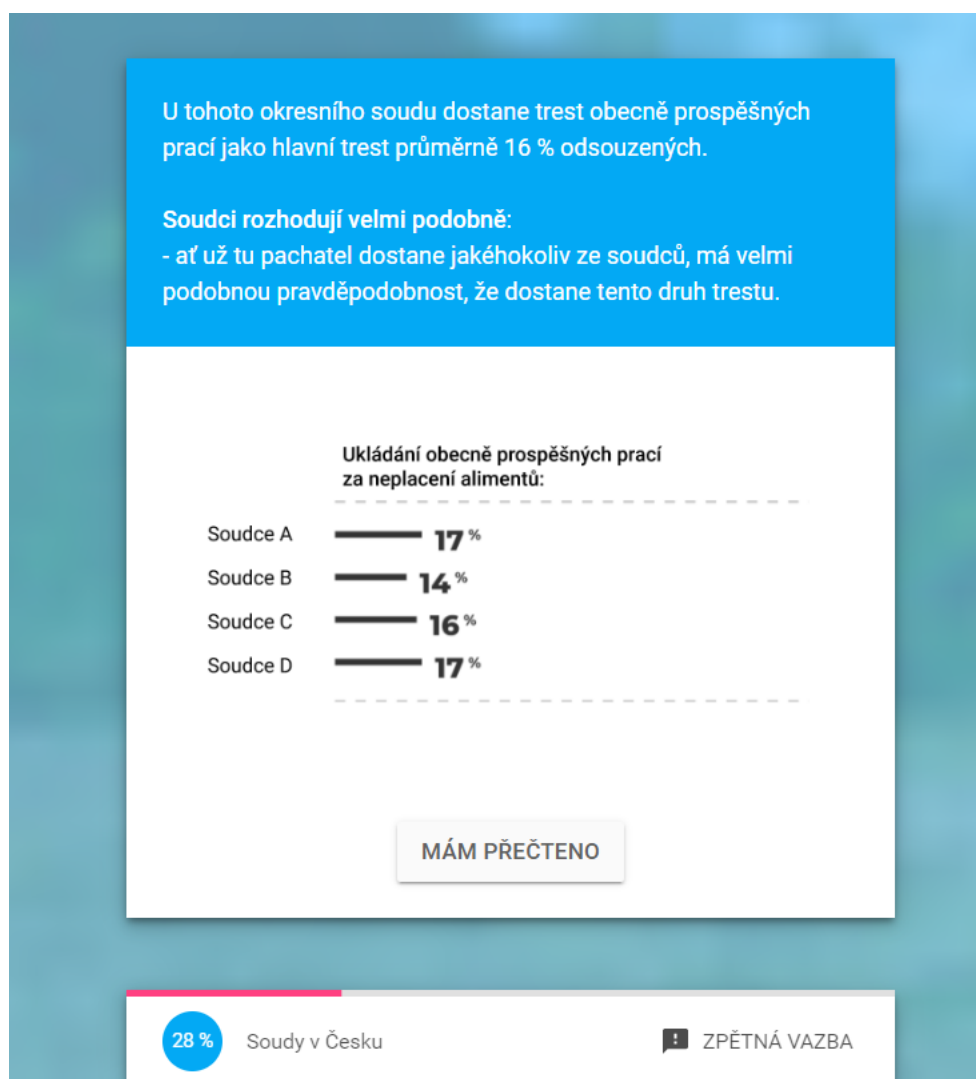 U tohoto okresního soudu dostane trest obecně prospěšných
prací jako hlavní trest průměrně 16 % odsouzených.
Soudci rozhodují velmi podobně:
- ať už tu pachatel dostane jakéhokoliv ze soudců, má velmi
podobnou pravděpodobnost, že dostane tento druh trestu.
Ukládání obecně prospěšných prací
za neplacení alimentů:
Soudce A 17 %
Soudce B 14 %
Soudce C 16 %
Soudce D 17 %
MÁM PŘEČTENO
28 % Soudy v Česku ZPĚTNÁ VAZBA